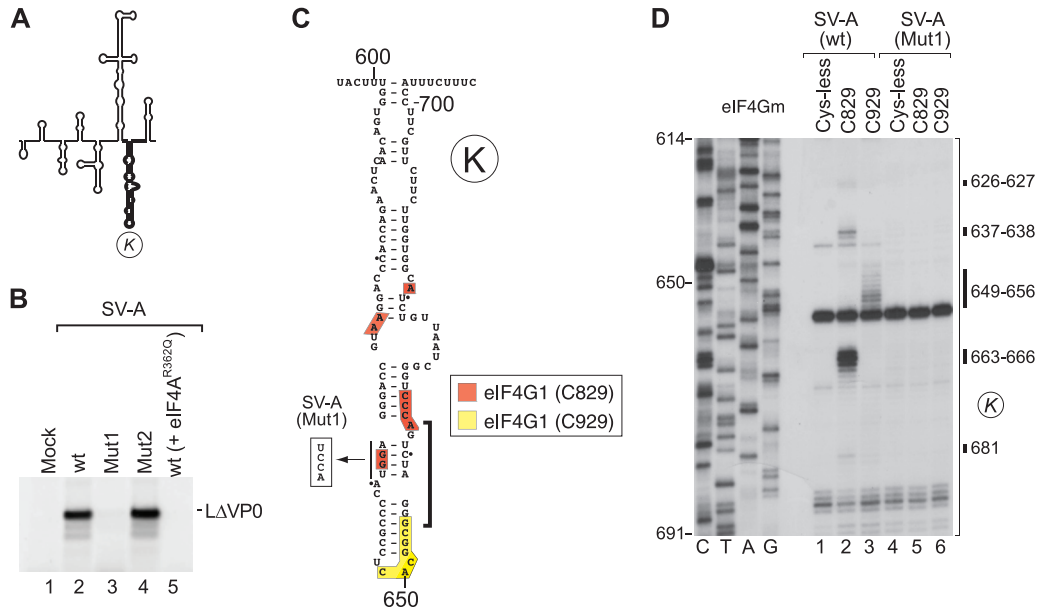 A
K
B
SV-A
Mock
wt
Mut1
Mut2
wt (+ eIF4A^R362Q)
-LΔVP0
1 2 3 4 5
C
600
UACUUU AUUUCUUUC
-700
K
SV-A
(Mut1)
UCCA
eIF4G1 (C829)
eIF4G1 (C929)
650
D
SV-A
(wt)
SV-A
(Mut1)
eIF4Gm
Cys-less
C829
C929
Cys-less
C829
C929
614
650-
691-
626-627
637-638
649-656
663-666
K
681
C T A G 1 2 3 4 5 6